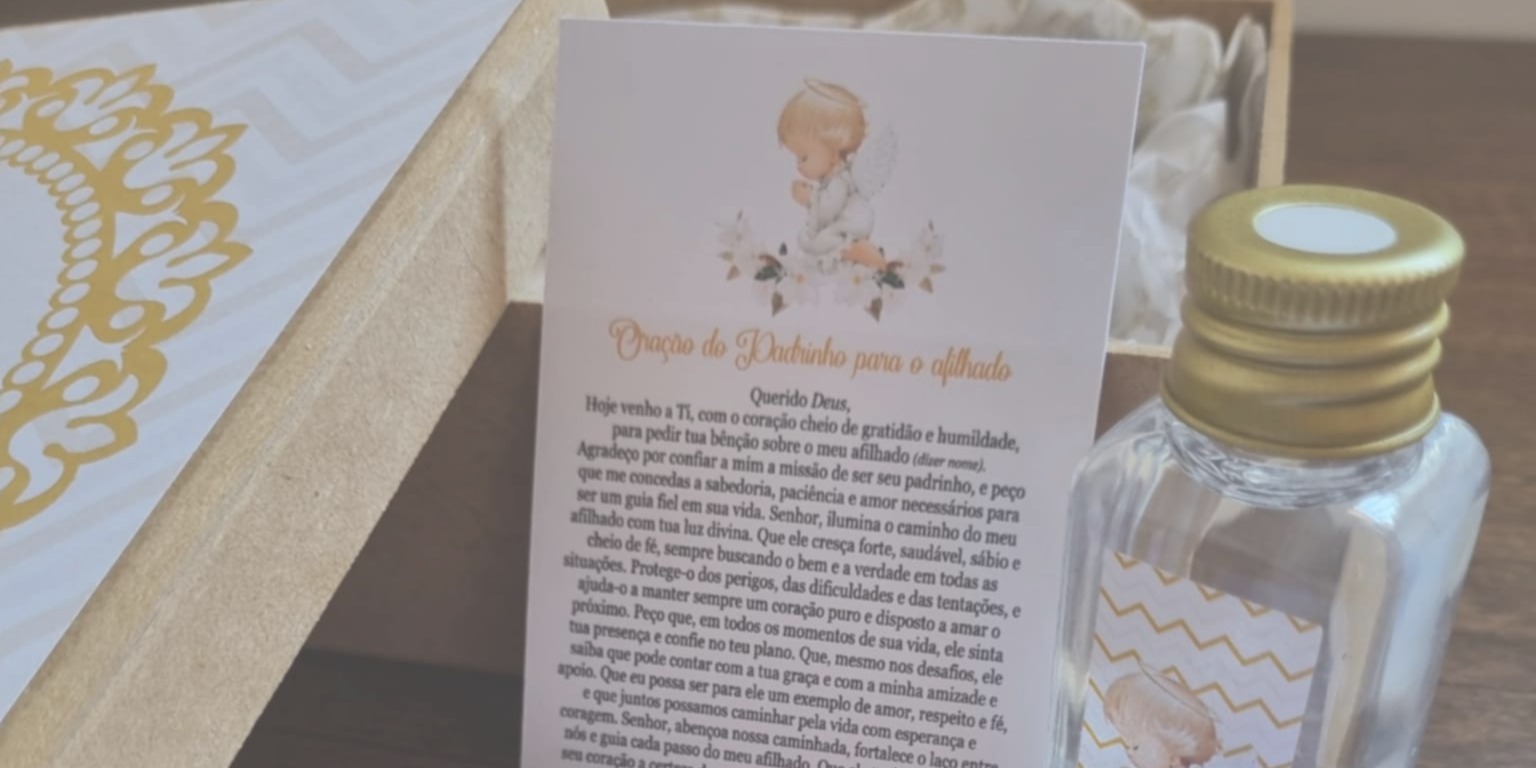 Oração do Padrinho para o afilhado
Querido Deus,
Hoje venho a Ti, com o coração cheio de gratidão e humildade,
para pedir tua bênção sobre o meu afilhado (dizer nome).
Agradeço por confiar a mim a missão de ser seu padrinho, e peço
que me concedas a sabedoria, paciência e amor necessários para
ser um guia fiel em sua vida. Senhor, ilumina o caminho do meu
afilhado com tua luz divina. Que ele cresça forte, saudável, sábio e
cheio de fé, sempre buscando o bem e a verdade em todas as
situações. Protege-o dos perigos, das dificuldades e das tentações, e
ajuda-o a manter sempre um coração puro e disposto a amar o
próximo. Peço que, em todos os momentos de sua vida, ele sinta
tua presença e confie no teu plano. Que, mesmo nos desafios, ele
saiba que pode contar com a tua graça e com a minha amizade e
apoio. Que eu possa ser para ele um exemplo de amor, respeito e fé,
e que juntos possamos caminhar pela vida com esperança e
coragem. Senhor, abençoa nossa caminhada, fortalece o laço entre
nós e guia cada passo do meu afilhado. Que
seu coração a certeza